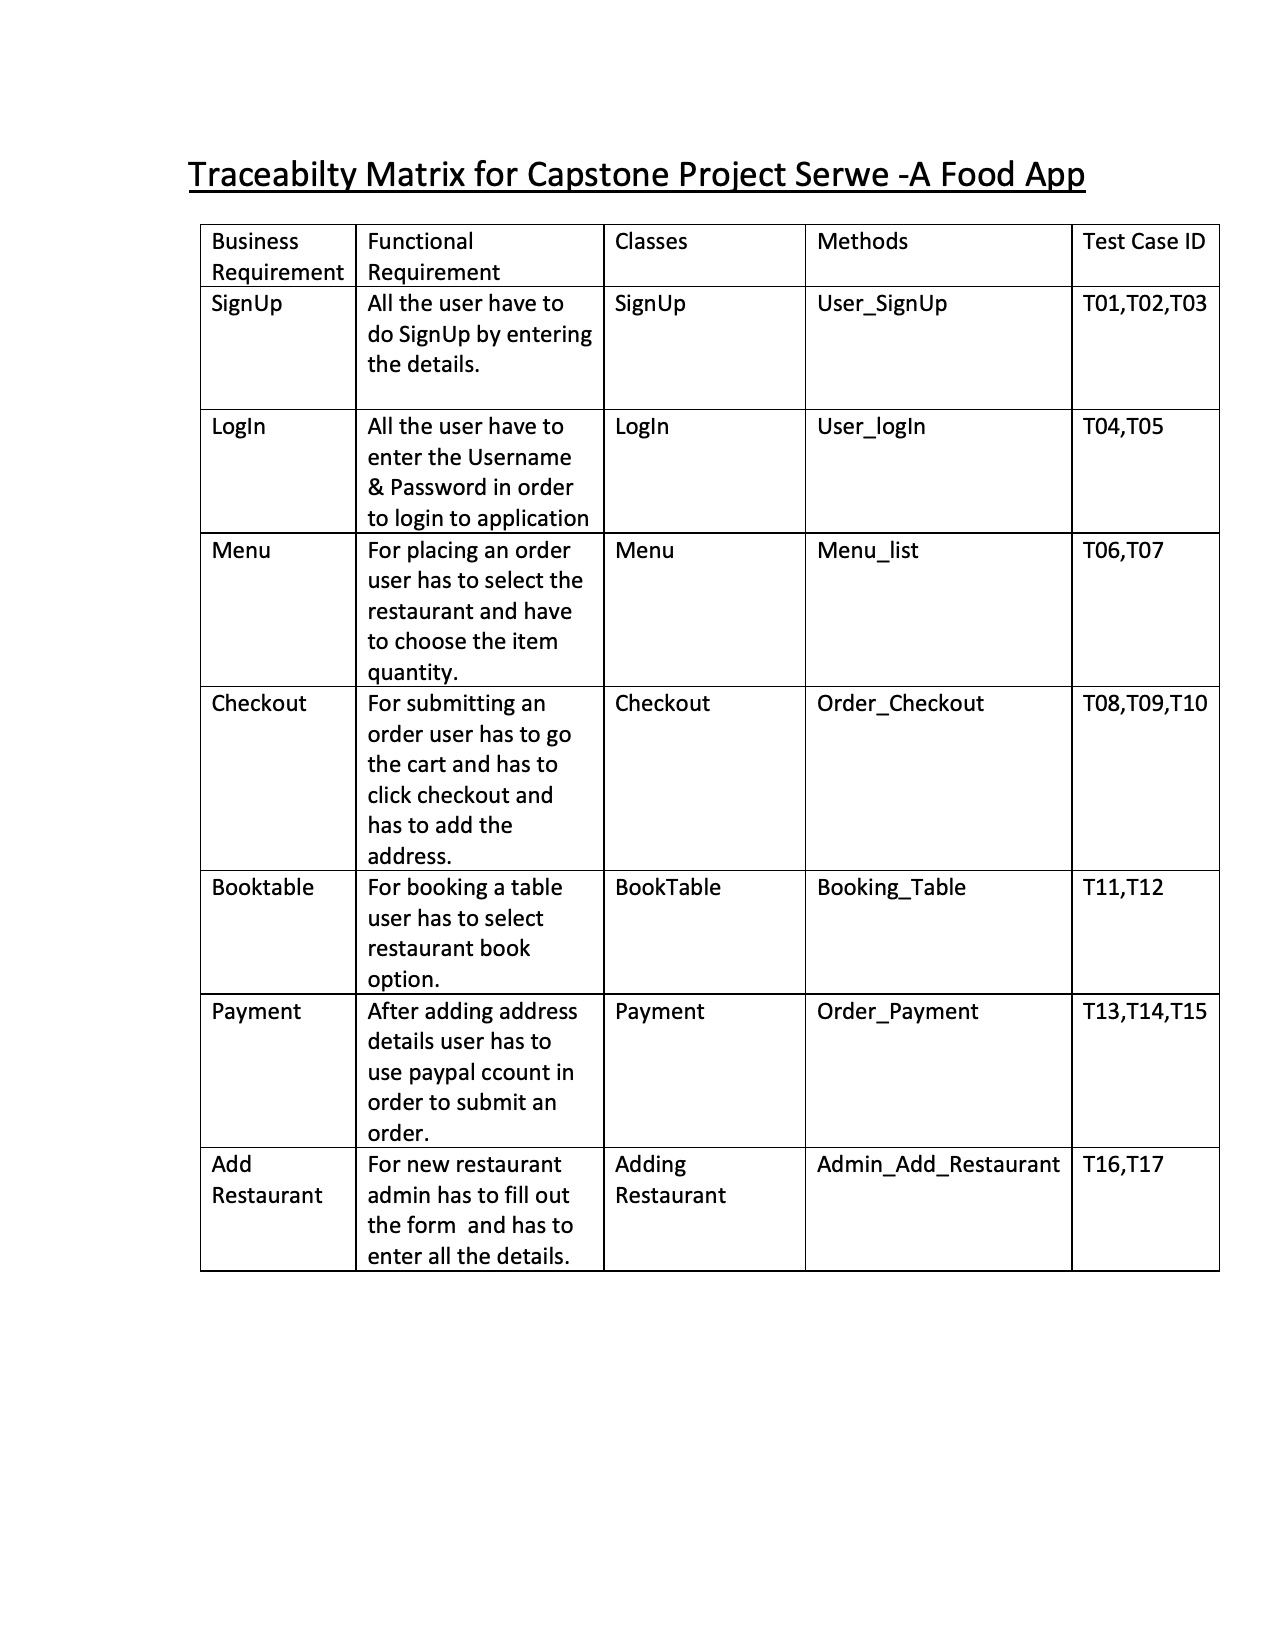 Traceabilty Matrix for Capstone Project Serwe -A Food App
Business Requirement	Functional Requirement	Classes	Methods	Test Case ID
SignUp	All the user have to do SignUp by entering the details.	SignUp	User_SignUp	T01,T02,T03
LogIn	All the user have to enter the Username & Password in order to login to application	LogIn	User_logIn	T04,T05
Menu	For placing an order user has to select the restaurant and have to choose the item quantity.	Menu	Menu_list	T06,T07
Checkout	For submitting an order user has to go the cart and has to click checkout and has to add the address.	Checkout	Order_Checkout	T08,T09,T10
Booktable	For booking a table user has to select restaurant book option.	BookTable	Booking_Table	T11,T12
Payment	After adding address details user has to use paypal ccount in order to submit an order.	Payment	Order_Payment	T13,T14,T15
Add Restaurant	For new restaurant admin has to fill out the form  and has to enter all the details.	Adding Restaurant	Admin_Add_Restaurant	T16,T17